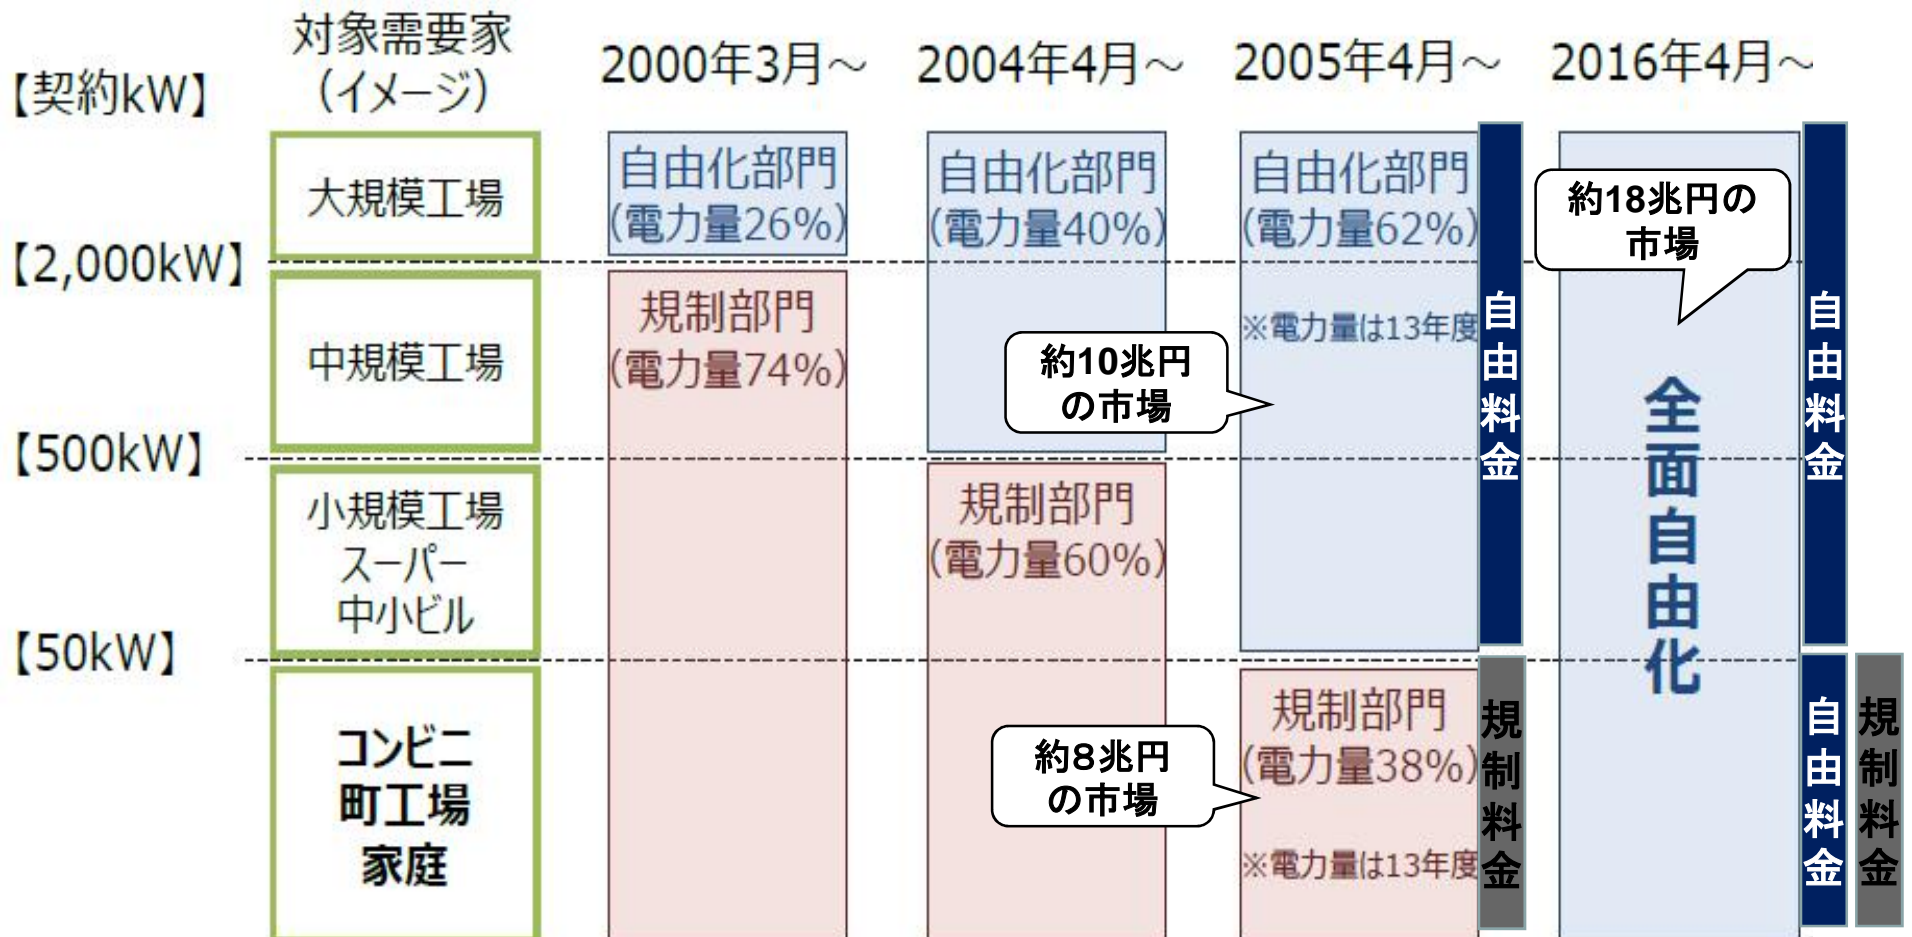 【契約kW】
対象需要家
（イメージ）
2000年3月～
2004年4月～
2005年4月～
2016年4月～
大規模工場
【2,000kW】
中規模工場
【500kW】
小規模工場
スーパー
中小ビル
【50kW】
コンビニ
町工場
家庭
自由化部門
(電力量26%)
規制部門
(電力量74%)
自由化部門
(電力量40%)
規制部門
(電力量60%)
自由化部門
(電力量62%)
※電力量は13年度
約10兆円
の市場
規制部門
(電力量38%)
※電力量は13年度
約８兆円
の市場
自由料金
規制料金
約18兆円の
市場
全面自由化
自由料金
自由料金
規制料金